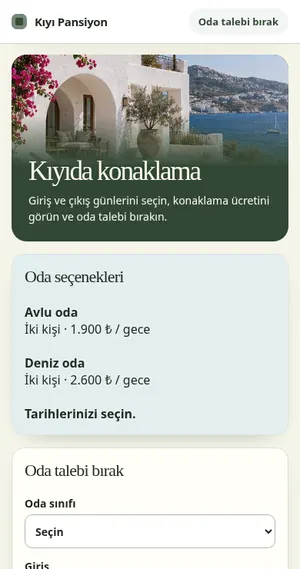 Kıyı Pansiyon
Oda talebi bırak
Kıyıda konaklama
Giriş ve çıkış günlerini seçin, konaklama ücretini
görün ve oda talebi bırakın.
Oda seçenekleri
Avlu oda
İki kişi · 1.900 ₺ / gece
Deniz oda
İki kişi · 2.600 ₺ / gece
Tarihlerinizi seçin.
Oda talebi bırak
Oda sınıfı
Seçin
Giriş